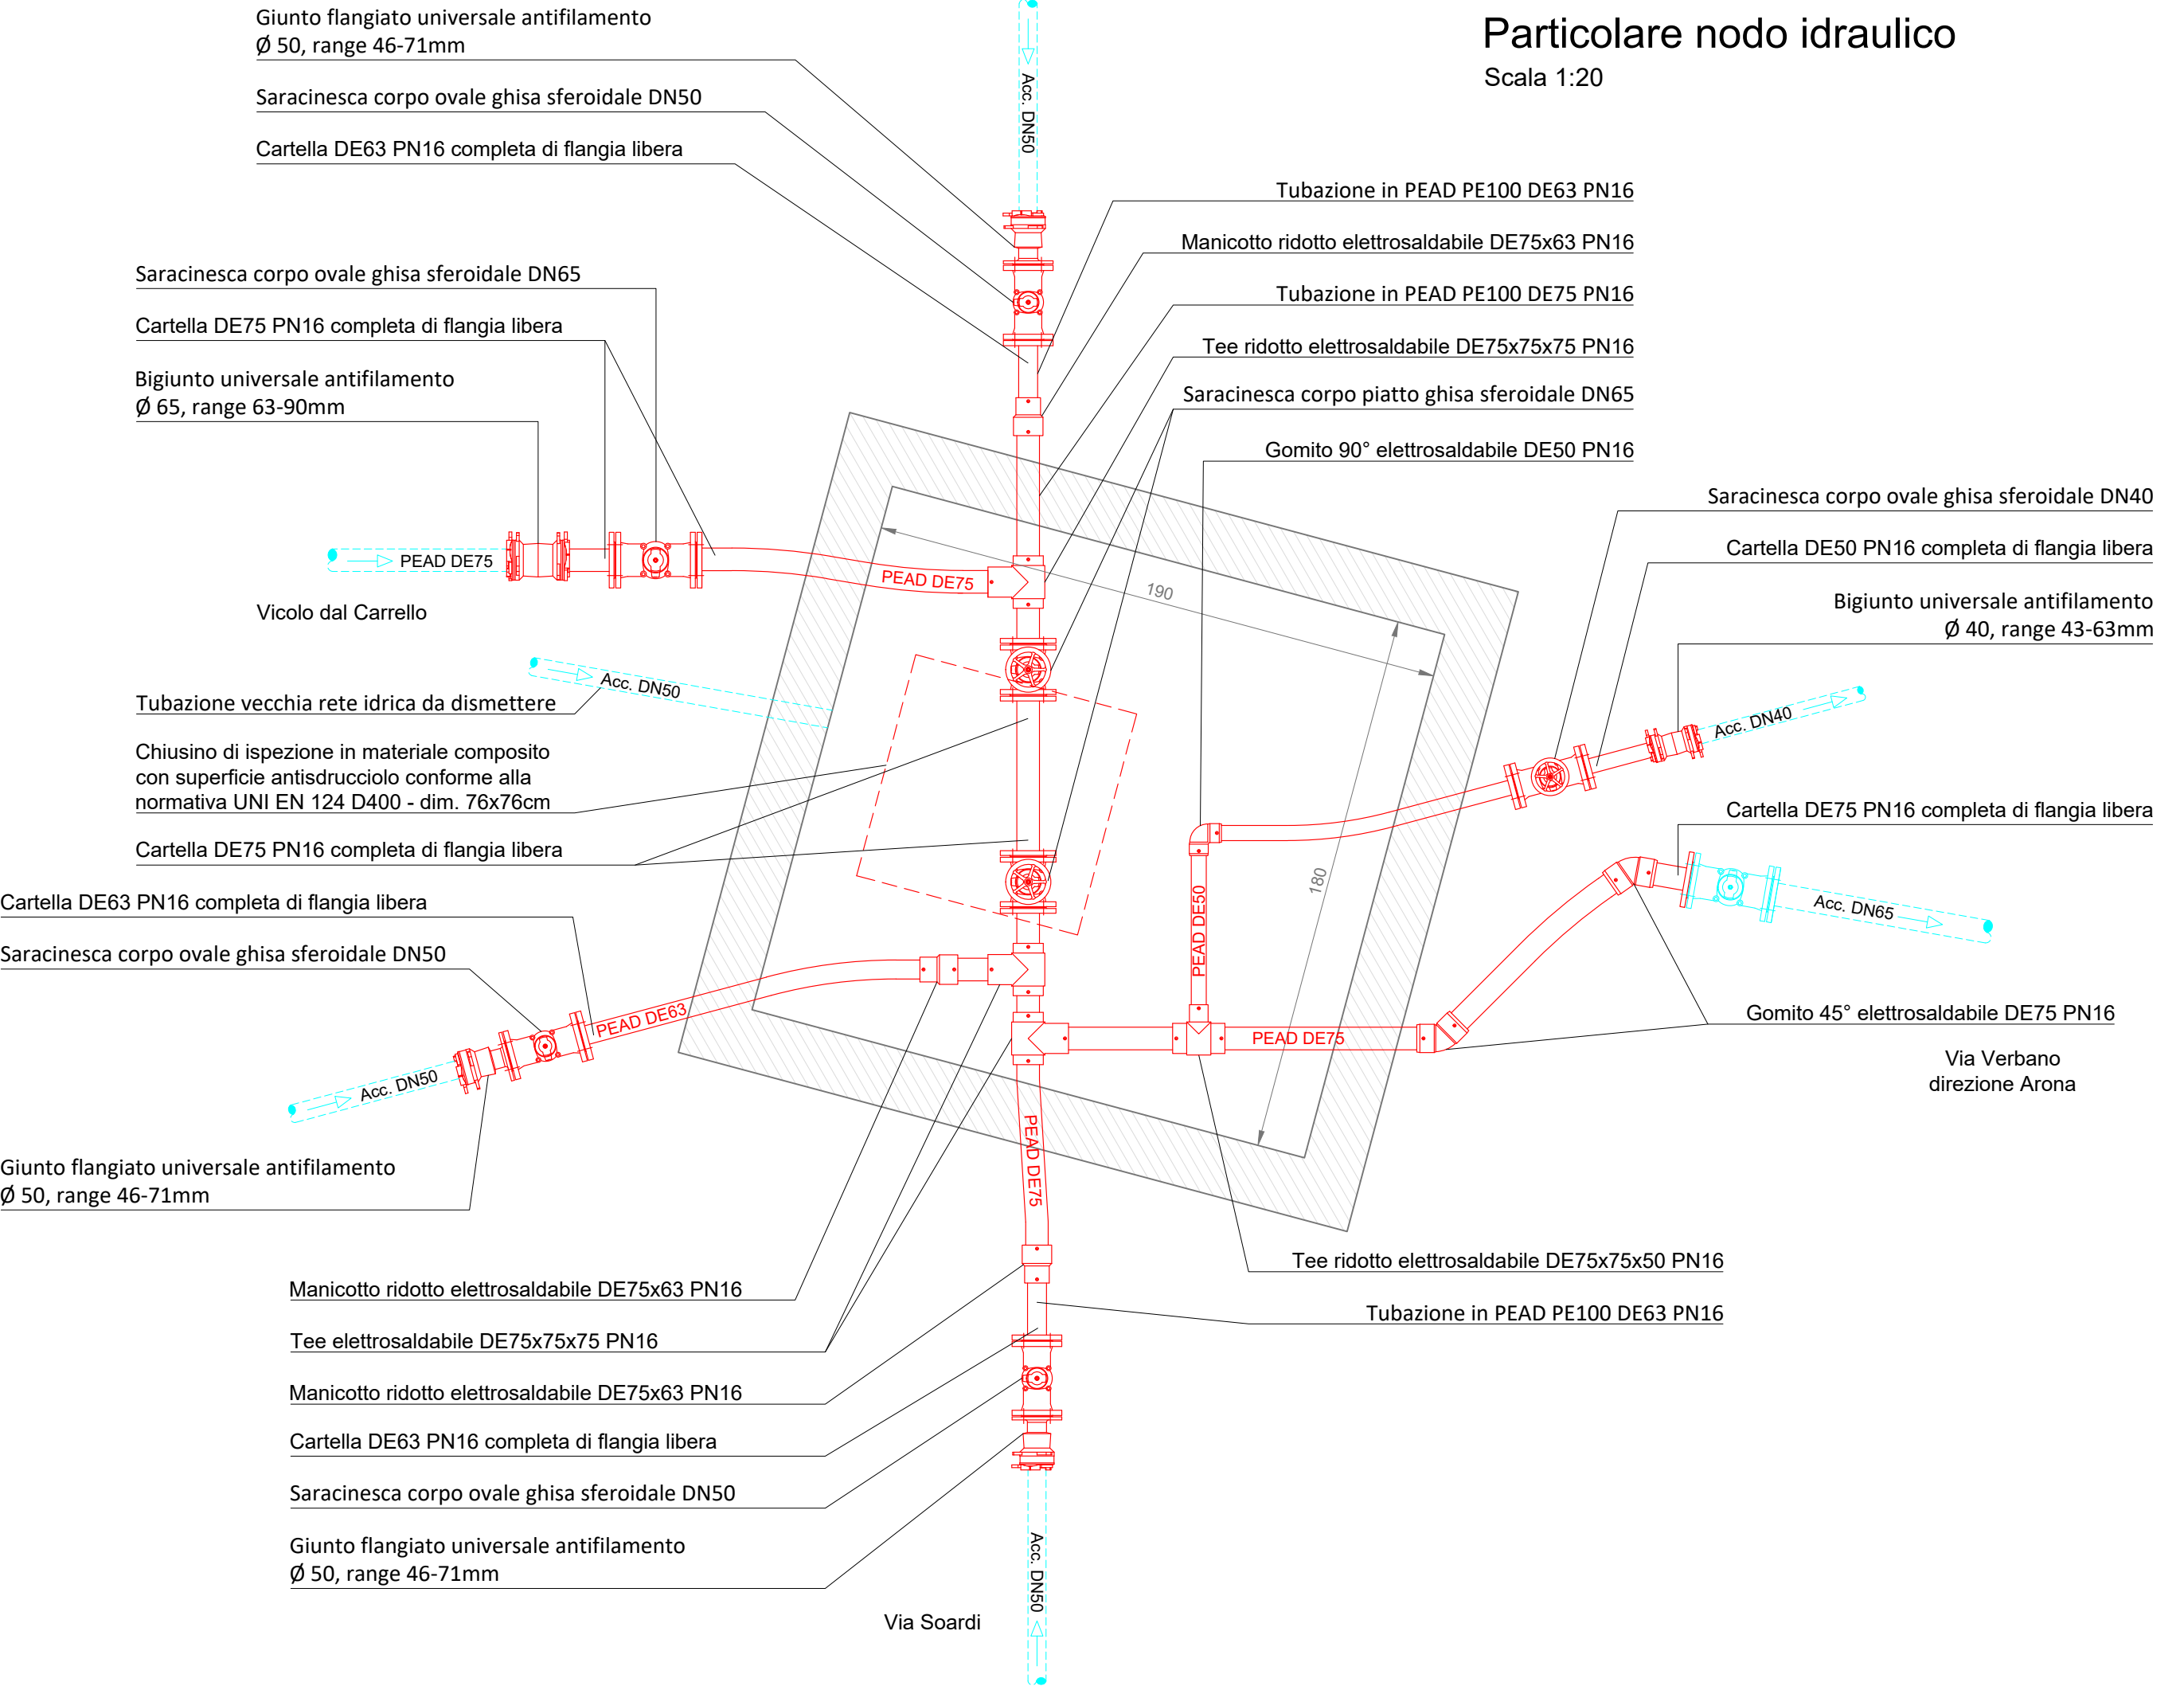 Particolare nodo idraulico
Scala 1:20
Giunto flangiato universale antifilamento
Ø 50, range 46-71mm
Saracinesca corpo ovale ghisa sferoidale DN50
Cartella DE63 PN16 completa di flangia libera
Acc. DN50
Tubazione in PEAD PE100 DE63 PN16
Manicotto ridotto elettrosaldabile DE75x63 PN16
Tubazione in PEAD PE100 DE75 PN16
Tee ridotto elettrosaldabile DE75x75x75 PN16
Saracinesca corpo piatto ghisa sferoidale DN65
Gomito 90° elettrosaldabile DE50 PN16
Saracinesca corpo ovale ghisa sferoidale DN65
Cartella DE75 PN16 completa di flangia libera
Bigiunto universale antifilamento
Ø 65, range 63-90mm
PEAD DE75
PEAD DE75
Vicolo dal Carrello
190
Saracinesca corpo ovale ghisa sferoidale DN40
Cartella DE50 PN16 completa di flangia libera
Bigiunto universale antifilamento
Ø 40, range 43-63mm
Acc. DN50
Tubazione vecchia rete idrica da dismettere
Acc. DN40
Chiusino di ispezione in materiale composito
con superficie antisdrucciolo conforme alla
normativa UNI EN 124 D400 - dim. 76x76cm
Cartella DE75 PN16 completa di flangia libera
Cartella DE75 PN16 completa di flangia libera
180
PEAD DE50
Acc. DN65
Cartella DE63 PN16 completa di flangia libera
Saracinesca corpo ovale ghisa sferoidale DN50
PEAD DE63
PEAD DE75
Gomito 45° elettrosaldabile DE75 PN16
Via Verbano
direzione Arona
Acc. DN50
PEAD DE75
Giunto flangiato universale antifilamento
Ø 50, range 46-71mm
Tee ridotto elettrosaldabile DE75x75x50 PN16
Tubazione in PEAD PE100 DE63 PN16
Manicotto ridotto elettrosaldabile DE75x63 PN16
Tee elettrosaldabile DE75x75x75 PN16
Manicotto ridotto elettrosaldabile DE75x63 PN16
Cartella DE63 PN16 completa di flangia libera
Saracinesca corpo ovale ghisa sferoidale DN50
Giunto flangiato universale antifilamento
Ø 50, range 46-71mm
Acc. DN50
Via Soardi